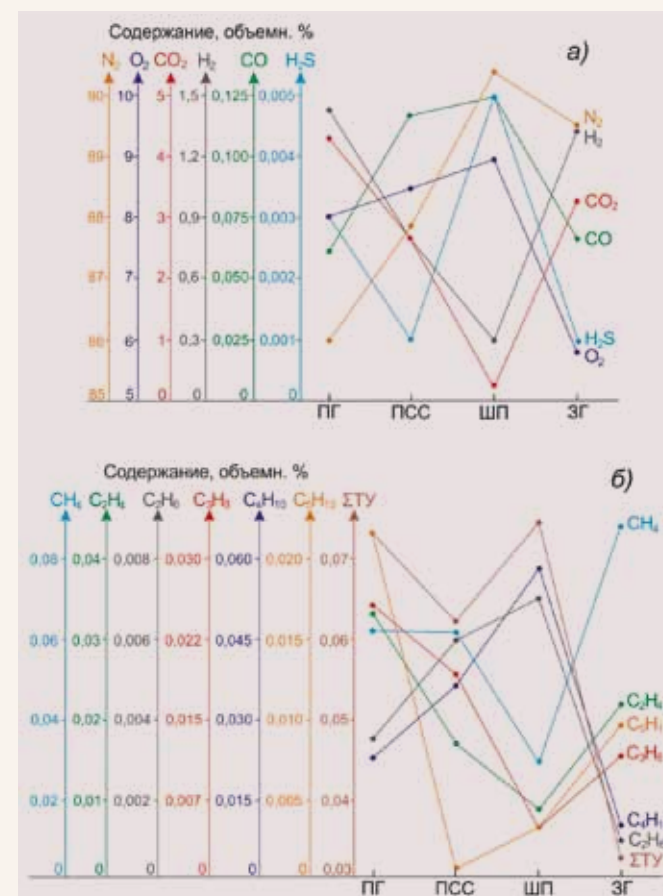 Содержание, объемн. %
а)
N₂ O₂ CO₂ H₂ CO H₂S
90 10 5 1,5 0,125 0,005
89 9 4 1,2 0,100 0,004
88 8 3 0,9 0,075 0,003
87 7 2 0,6 0,050 0,002
86 6 1 0,3 0,025 0,001
85 5 0 0 0 0
N₂
H₂
CO₂
CO
H₂S
O₂
ПГ ПСС ШП ЗГ
Содержание, объемн. %
б)
CH₄ C₂H₄ C₂H₆ C₃H₈ C₄H₁₀ C₅H₁₂ ΣТУ
0,08 0,04 0,008 0,030 0,060 0,020 0,07
0,06 0,03 0,006 0,022 0,045 0,015 0,06
0,04 0,02 0,004 0,015 0,030 0,010 0,05
0,02 0,01 0,002 0,007 0,015 0,005 0,04
0 0 0 0 0 0 0,03
CH₄
C₂H₄
C₅H₁
C₃H₈
C₄H₁
C₂H₆
ΣТУ
ПГ ПСС ШП ЗГ